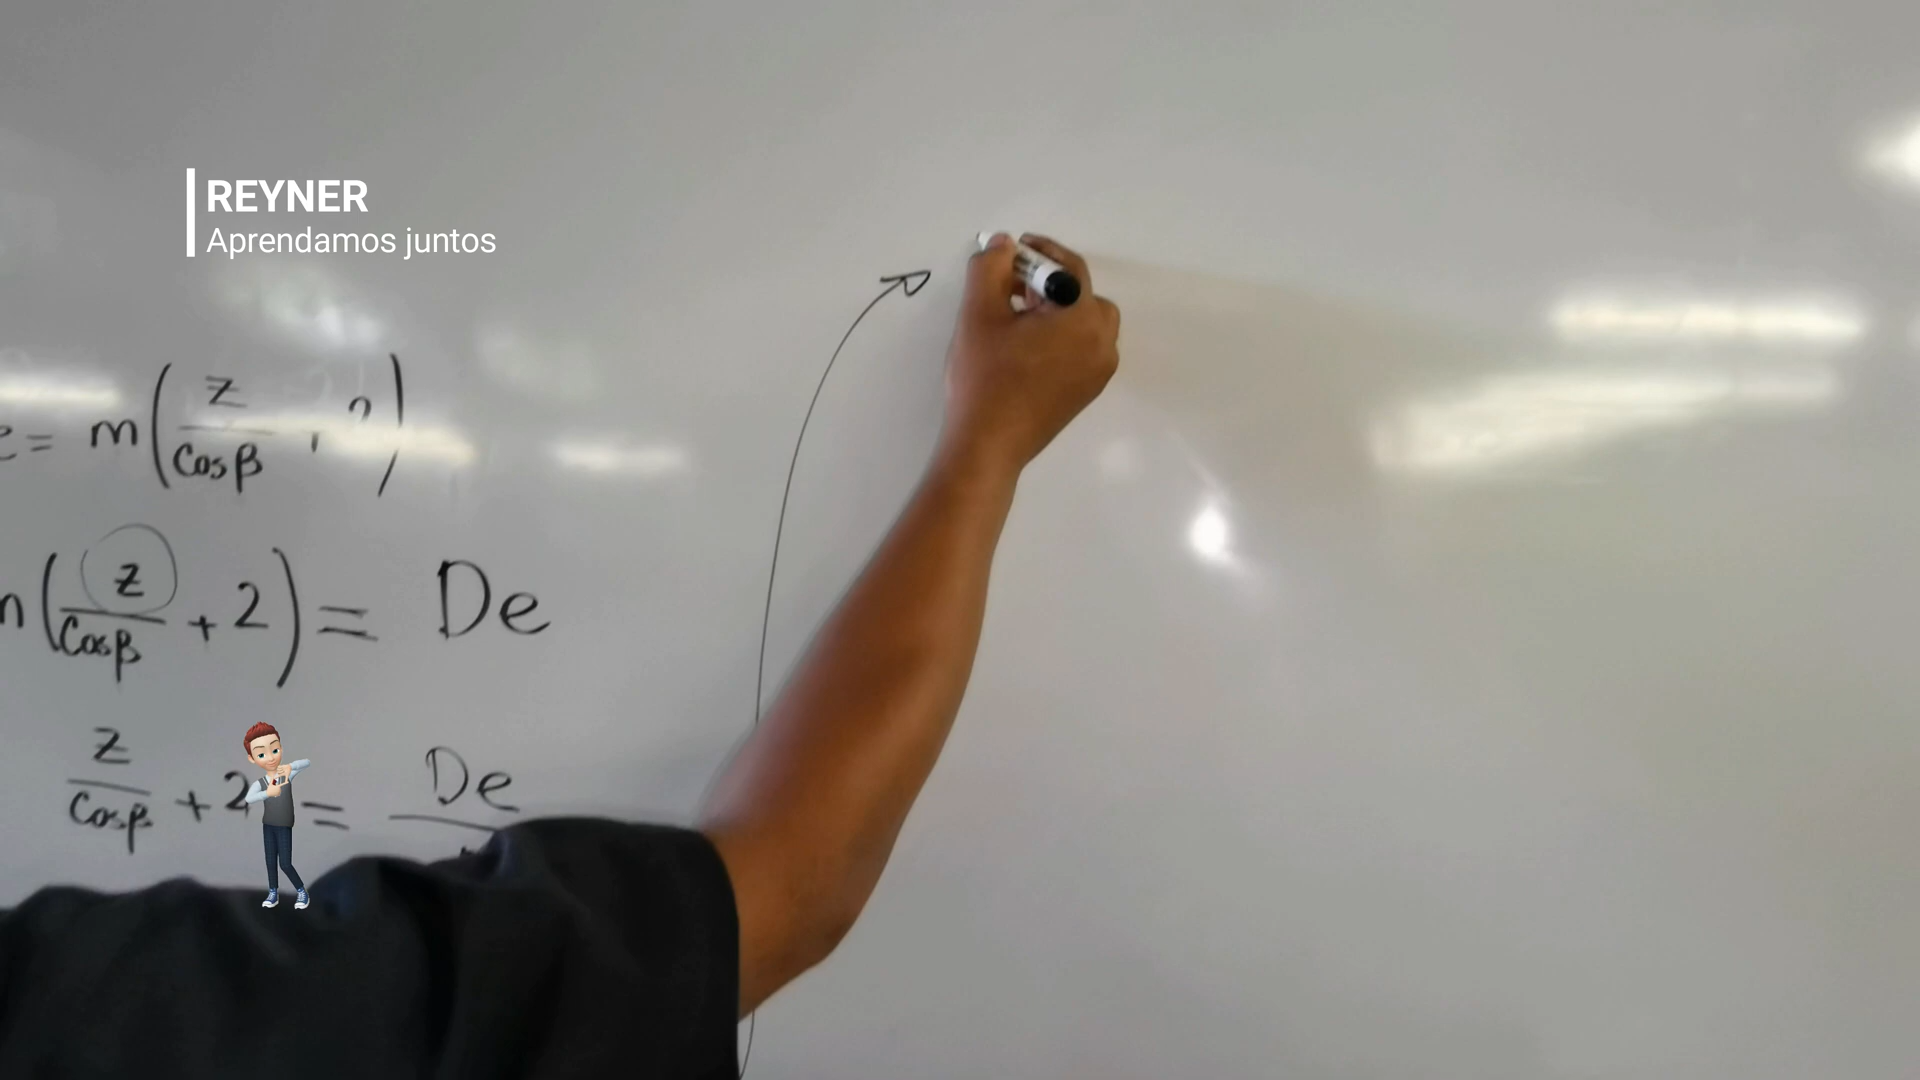 REYNER
Aprendamos juntos
e = m(z/Cosβ + 2)
m(z/Cosβ + 2) = De
z/Cosβ + 2 = De